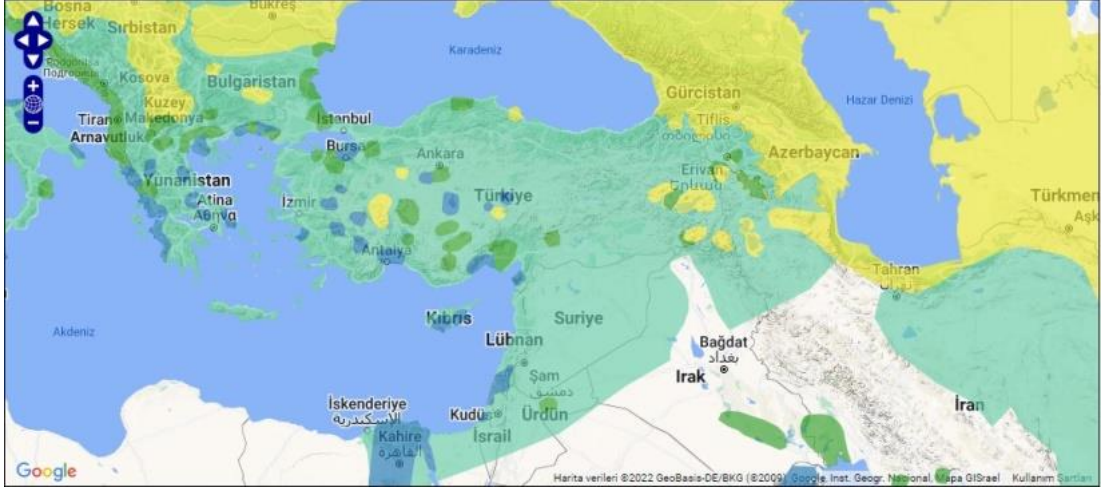 Bosna
Hersek
Sırbistan
Bükreş
Karadeniz
Подгорица
Kosova
Bulgaristan
Kuzey
Makedonya
Tiran
Arnavutluk
İstanbul
Bursa
Ankara
Gürcistan
Tiflis
თბილისი
Hazar Denizi
Azerbaycan
Erivan
Երևան
Türkmen
Aşk
Yunanistan
Atina
Αθήνα
İzmir
Türkiye
Antalya
Tahran
تهران
Akdeniz
Kıbrıs
Lübnan
Suriye
Şam
دمشق
Bağdat
بغداد
Irak
İran
İskenderiye
الإسكندرية
Kahire
القاهرة
Kudüs
Ürdün
İsrail
Google
Harita verileri ©2022 GeoBasis-DE/BKG (©2009), Google, Inst. Geogr. Nacional, Mapa GISrael Kullanım Şartları